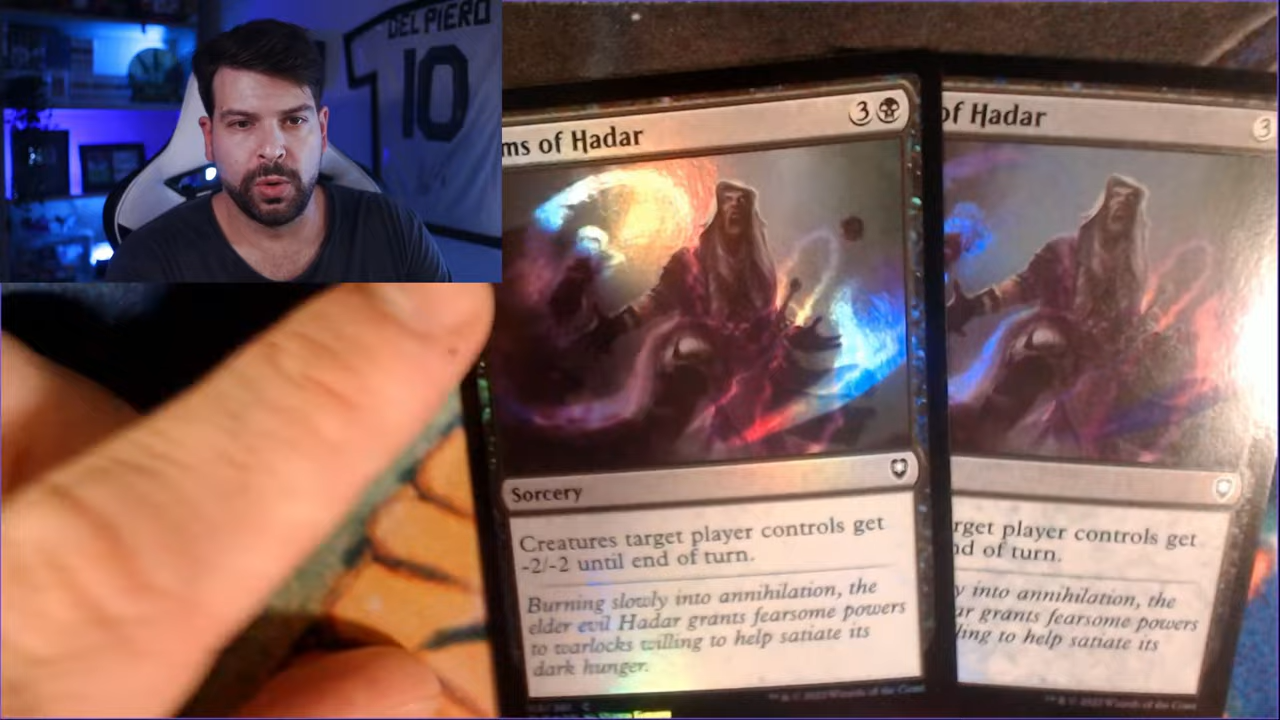 DEL PIERO
10
ms of Hadar
3
Sorcery
Creatures target player controls get
-2/-2 until end of turn.
Burning slowly into annihilation, the
elder evil Hadar grants fearsome powers
to warlocks willing to help satiate its
dark hunger.
of Hadar
3
rget player controls get
nd of turn.
y into annihilation, the
ar grants fearsome powers
ling to help satiate its